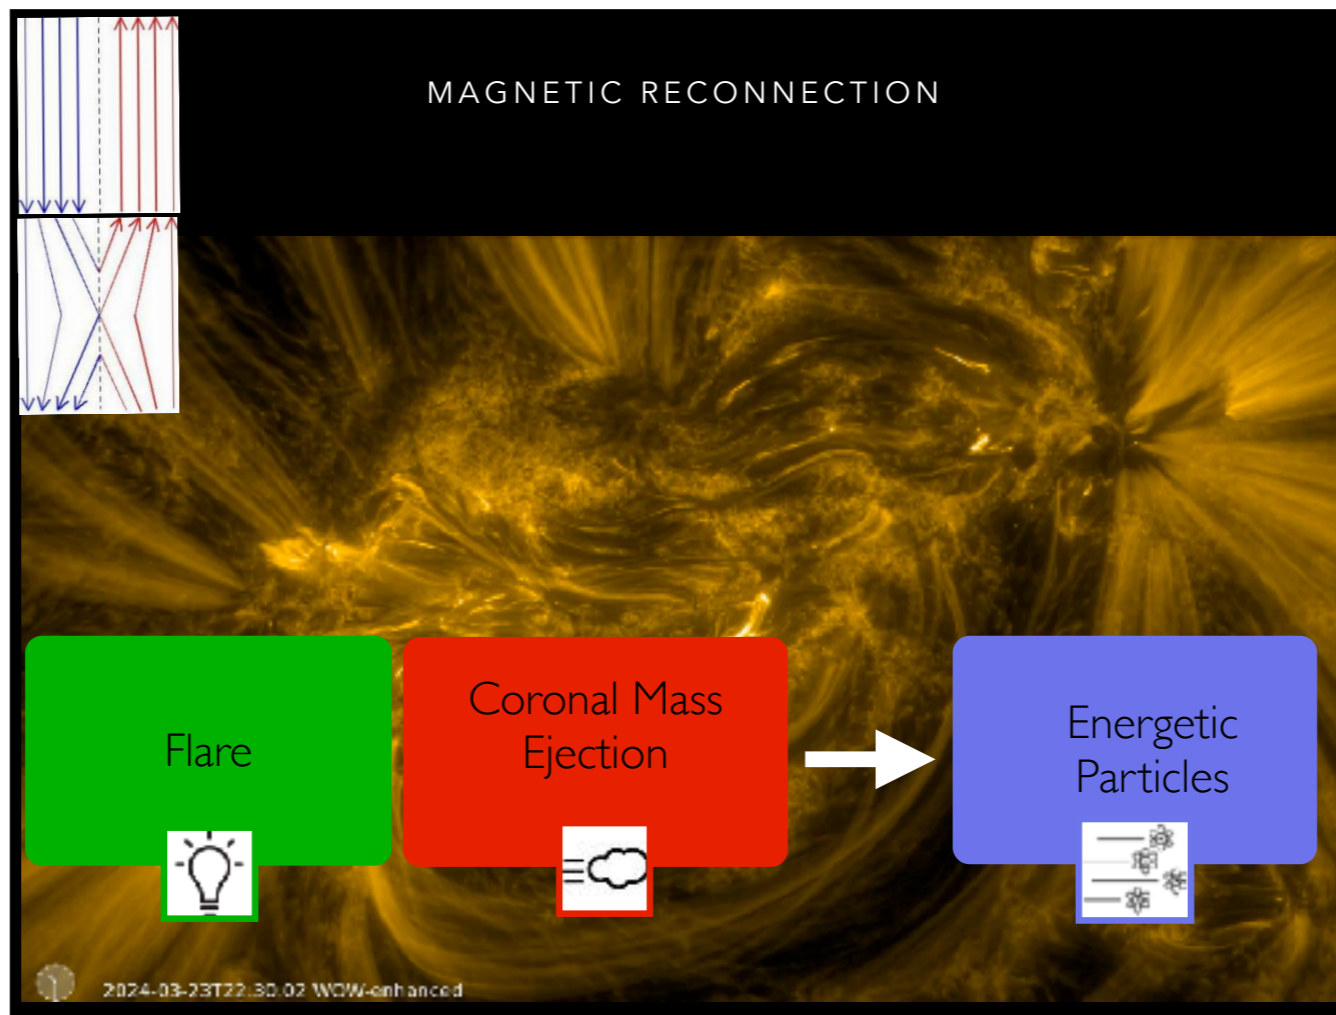 MAGNETIC RECONNECTION
Flare
Coronal Mass
Ejection
Energetic
Particles
2024-03-23T22:30:02 WOW-enhanced